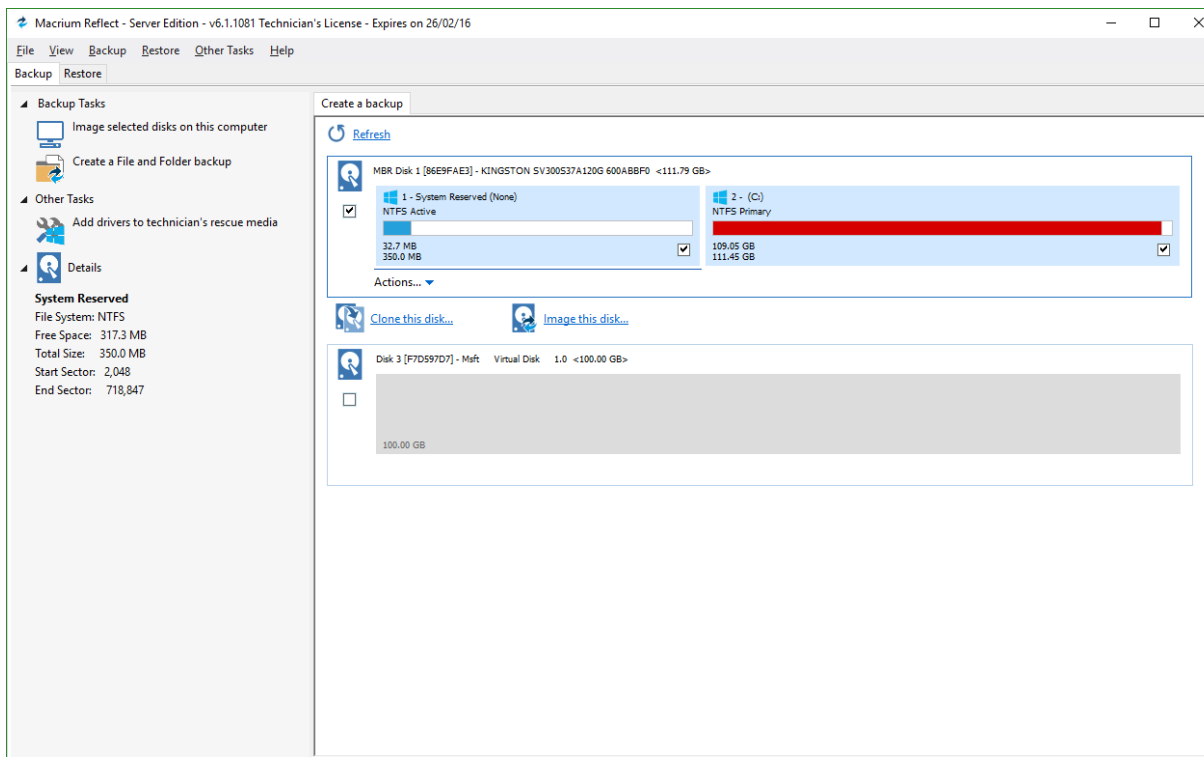 Macrium Reflect - Server Edition - v6.1.1081 Technician's License - Expires on 26/02/16
File View Backup Restore Other Tasks Help
Backup Restore
Backup Tasks
Image selected disks on this computer
Create a File and Folder backup
Other Tasks
Add drivers to technician's rescue media
Details
System Reserved
File System: NTFS
Free Space: 317.3 MB
Total Size: 350.0 MB
Start Sector: 2,048
End Sector: 718,847
Create a backup
Refresh
MBR Disk 1 [86E9FAE3] - KINGSTON SV300S37A120G 600ABBF0 <111.79 GB>
1 - System Reserved (None)
NTFS Active
32.7 MB
350.0 MB
2 - (C:)
NTFS Primary
109.05 GB
111.45 GB
Actions...
Clone this disk... Image this disk...
Disk 3 [F7D597D7] - Msft Virtual Disk 1.0 <100.00 GB>
100.00 GB